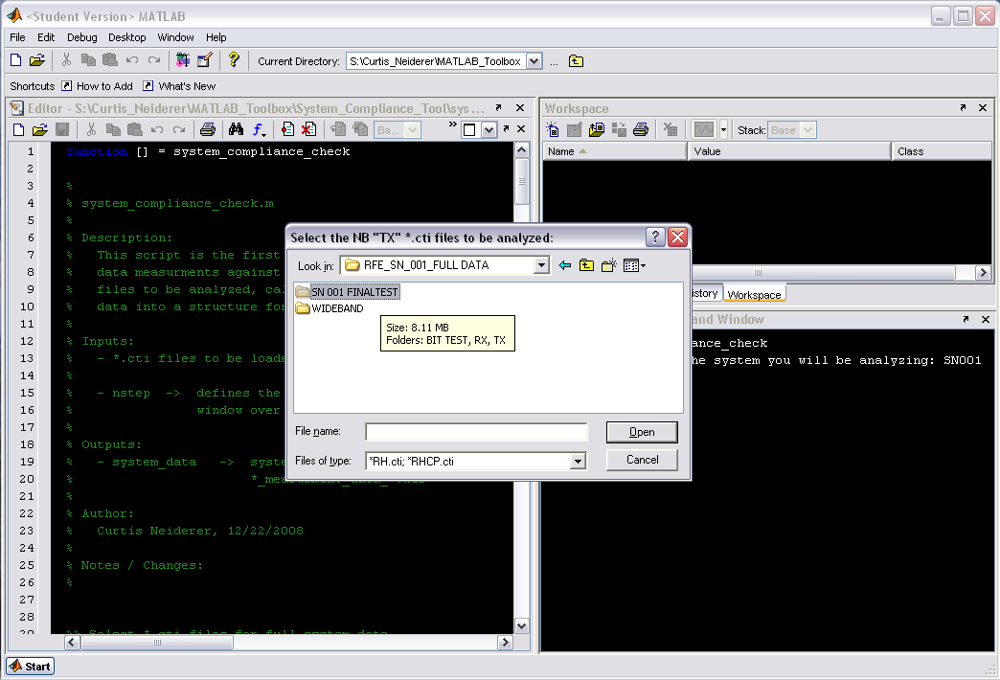 <Student Version> MATLAB
File Edit Debug Desktop Window Help
Current Directory: S:\Curtis_Neiderer\MATLAB_Toolbox ...
Shortcuts How to Add What's New
Editor - S:\Curtis_Neiderer\MATLAB_Toolbox\System_Compliance_Tool\sys ...
Ba...
1 function [] = system_compliance_check
2
3 %
4 % system_compliance_check.m
5 %
6 % Description:
7 % This script is the first
8 % data measurments against
9 % files to be analyzed, ca
10 % data into a structure for
11 %
12 % Inputs:
13 % - *.cti files to be loade
14 %
15 % - nstep -> defines the
16 % window over
17 %
18 % Outputs:
19 % - system_data -> syste
20 %
21 %
22 % Author:
23 % Curtis Neiderer, 12/22/2008
24 %
25 % Notes / Changes:
26 %
27
28
29 %% Select *.cti files for full system data
Workspace
Stack: Base
Name Value Class
istory Workspace
and Window
ance_check
he system you will be analyzing: SN001
Select the NB "TX" *.cti files to be analyzed:
Look in: RFE_SN_001_FULL DATA
SN 001 FINALTEST
WIDEBAND
Size: 8.11 MB
Folders: BIT TEST, RX, TX
File name: Open
Files of type: *RH.cti; *RHCP.cti Cancel
Start